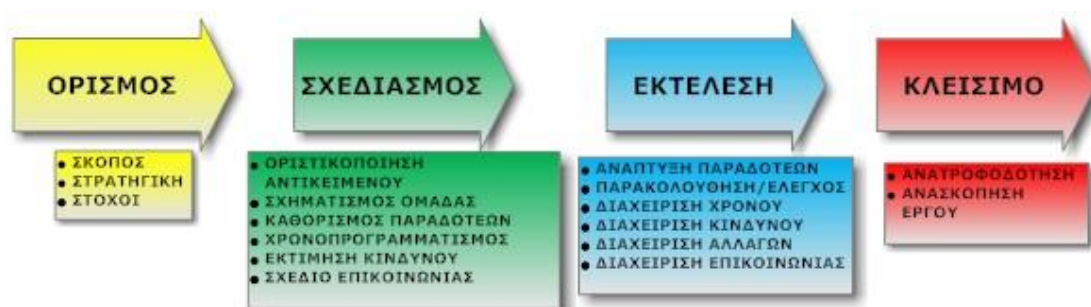 ΟΡΙΣΜΟΣ
ΣΚΟΠΟΣ
ΣΤΡΑΤΗΓΙΚΗ
ΣΤΟΧΟΙ
ΣΧΕΔΙΑΣΜΟΣ
ΟΡΙΣΤΙΚΟΠΟΙΗΣΗ
ΑΝΤΙΚΕΙΜΕΝΟΥ
ΣΧΗΜΑΤΙΣΜΟΣ ΟΜΑΔΑΣ
ΚΑΘΟΡΙΣΜΟΣ ΠΑΡΑΔΟΤΕΩΝ
ΧΡΟΝΟΠΡΟΓΡΑΜΜΑΤΙΣΜΟΣ
ΕΚΤΙΜΗΣΗ ΚΙΝΔΥΝΟΥ
ΣΧΕΔΙΟ ΕΠΙΚΟΙΝΩΝΙΑΣ
ΕΚΤΕΛΕΣΗ
ΑΝΑΠΤΥΞΗ ΠΑΡΑΔΟΤΕΩΝ
ΠΑΡΑΚΟΛΟΥΘΗΣΗ/ΕΛΕΓΧΟΣ
ΔΙΑΧΕΙΡΙΣΗ ΧΡΟΝΟΥ
ΔΙΑΧΕΙΡΙΣΗ ΚΙΝΔΥΝΟΥ
ΔΙΑΧΕΙΡΙΣΗ ΑΛΛΑΓΩΝ
ΔΙΑΧΕΙΡΙΣΗ ΕΠΙΚΟΙΝΩΝΙΑΣ
ΚΛΕΙΣΙΜΟ
ΑΝΑΤΡΟΦΟΔΟΤΗΣΗ
ΑΝΑΣΚΟΠΗΣΗ
ΕΡΓΟΥ